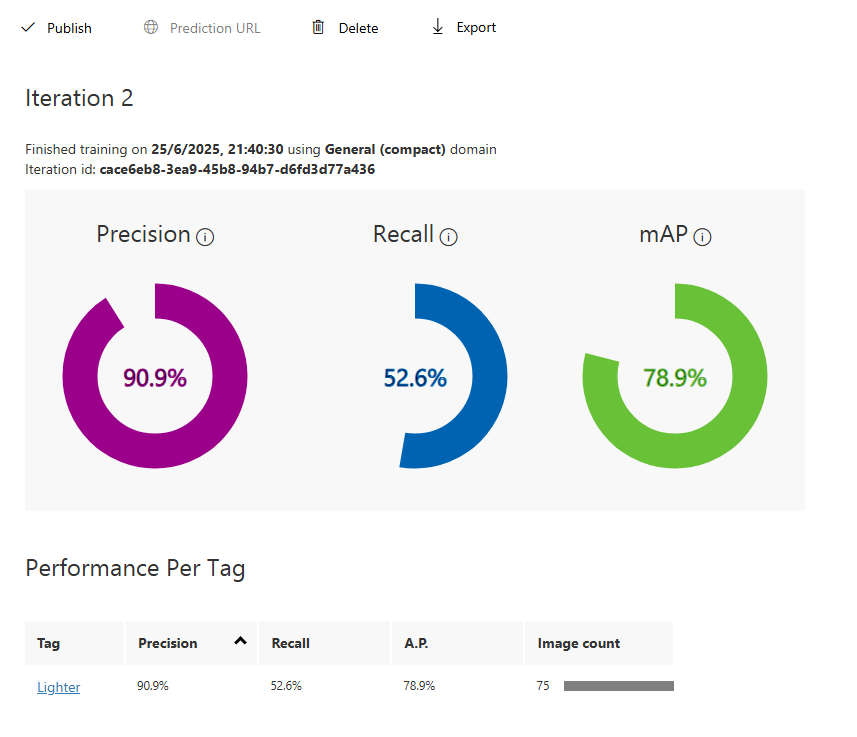 Publish Prediction URL Delete Export
Iteration 2
Finished training on 25/6/2025, 21:40:30 using General (compact) domain
Iteration id: cace6eb8-3ea9-45b8-94b7-d6fd3d77a436
Precision Recall mAP
90.9% 52.6% 78.9%
Performance Per Tag
Tag Precision Recall A.P. Image count
Lighter 90.9% 52.6% 78.9% 75